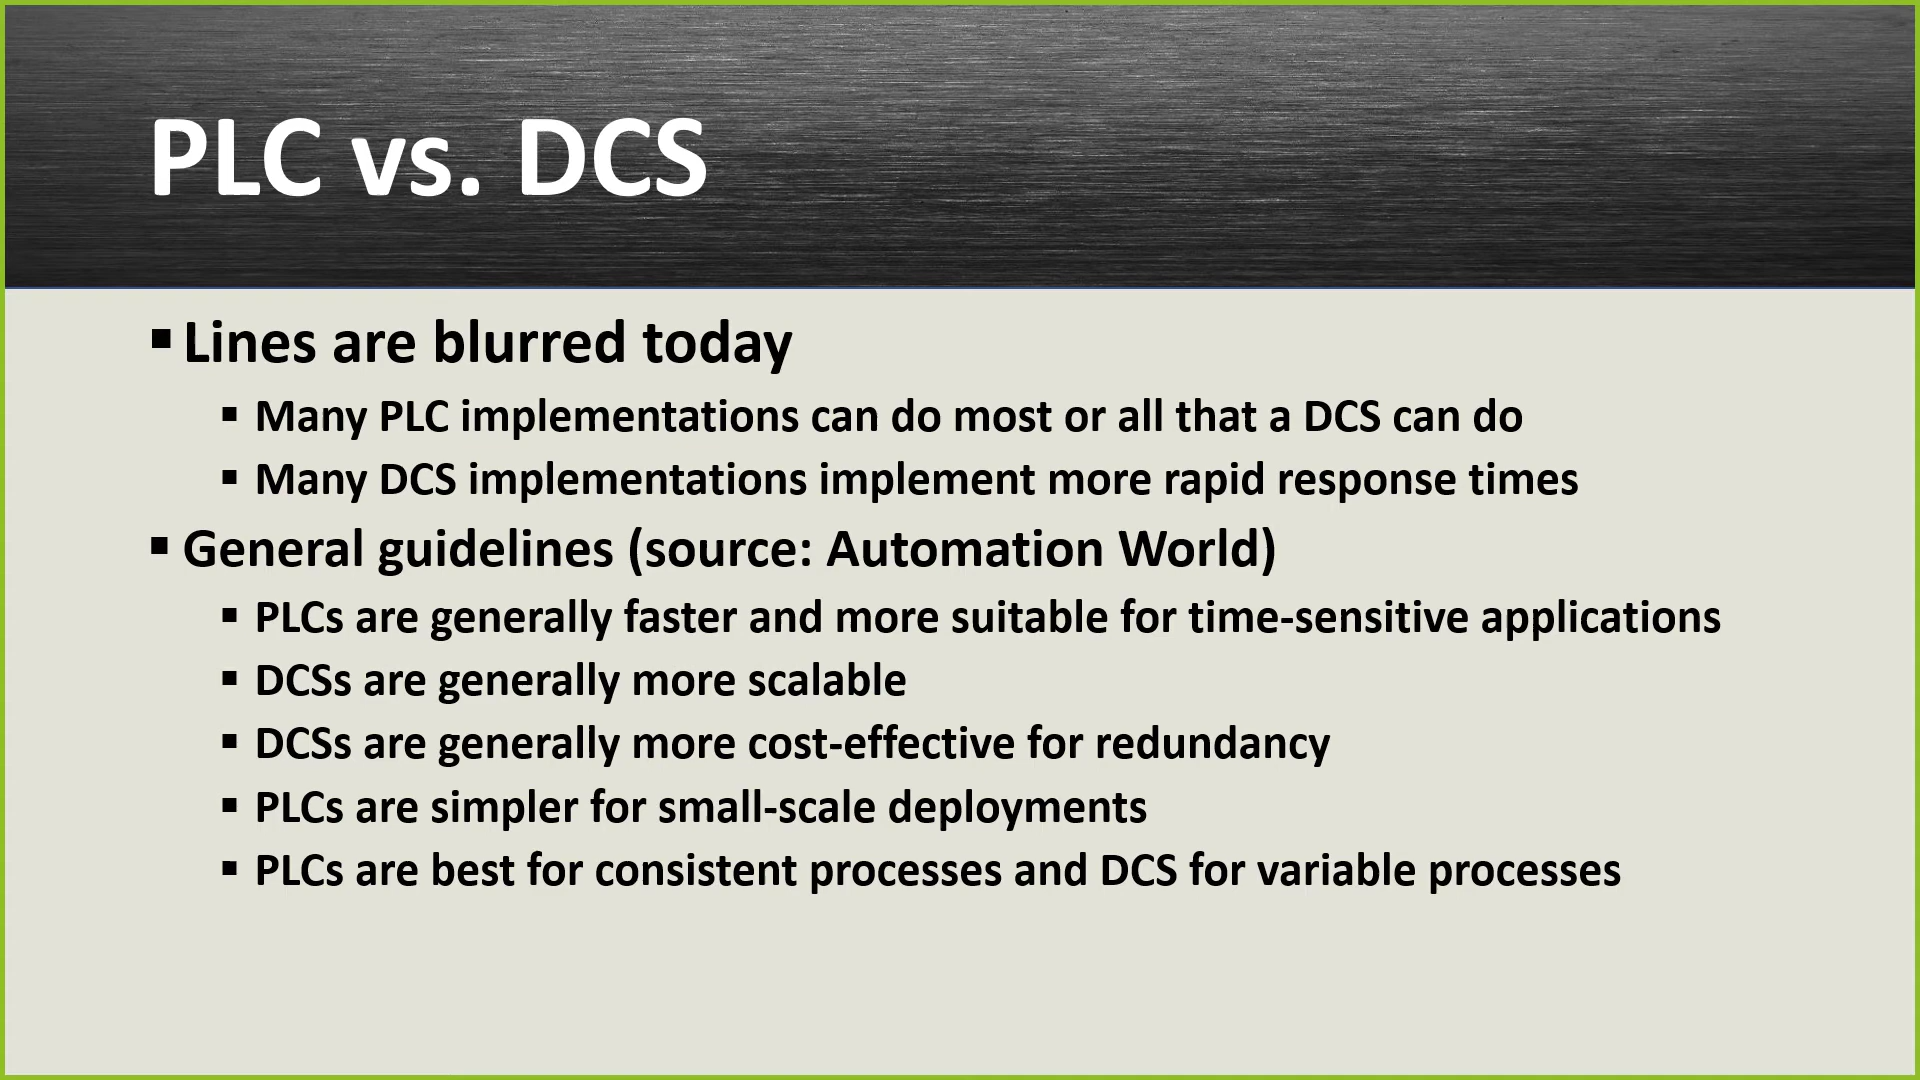 PLC vs. DCS
▪ Lines are blurred today
▪ Many PLC implementations can do most or all that a DCS can do
▪ Many DCS implementations implement more rapid response times
▪ General guidelines (source: Automation World)
▪ PLCs are generally faster and more suitable for time-sensitive applications
▪ DCSs are generally more scalable
▪ DCSs are generally more cost-effective for redundancy
▪ PLCs are simpler for small-scale deployments
▪ PLCs are best for consistent processes and DCS for variable processes